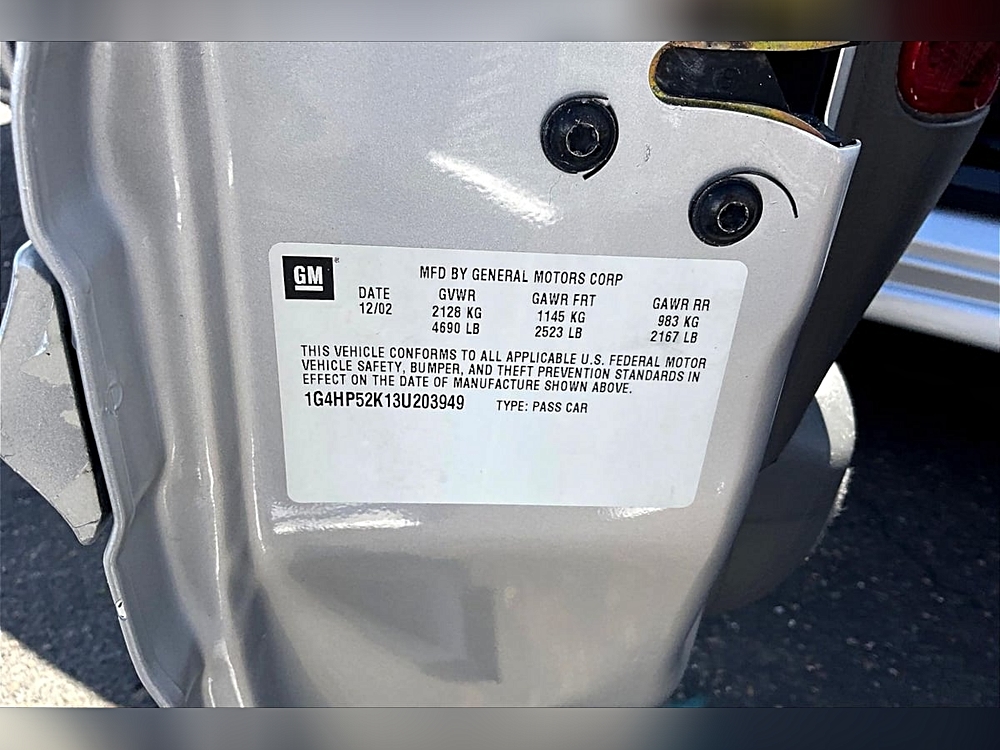 GM
MFD BY GENERAL MOTORS CORP
DATE GVWR GAWR FRT GAWR RR
12/02 2128 KG 1145 KG 983 KG
4690 LB 2523 LB 2167 LB
THIS VEHICLE CONFORMS TO ALL APPLICABLE U.S. FEDERAL MOTOR
VEHICLE SAFETY, BUMPER, AND THEFT PREVENTION STANDARDS IN
EFFECT ON THE DATE OF MANUFACTURE SHOWN ABOVE.
1G4HP52K13U203949 TYPE: PASS CAR